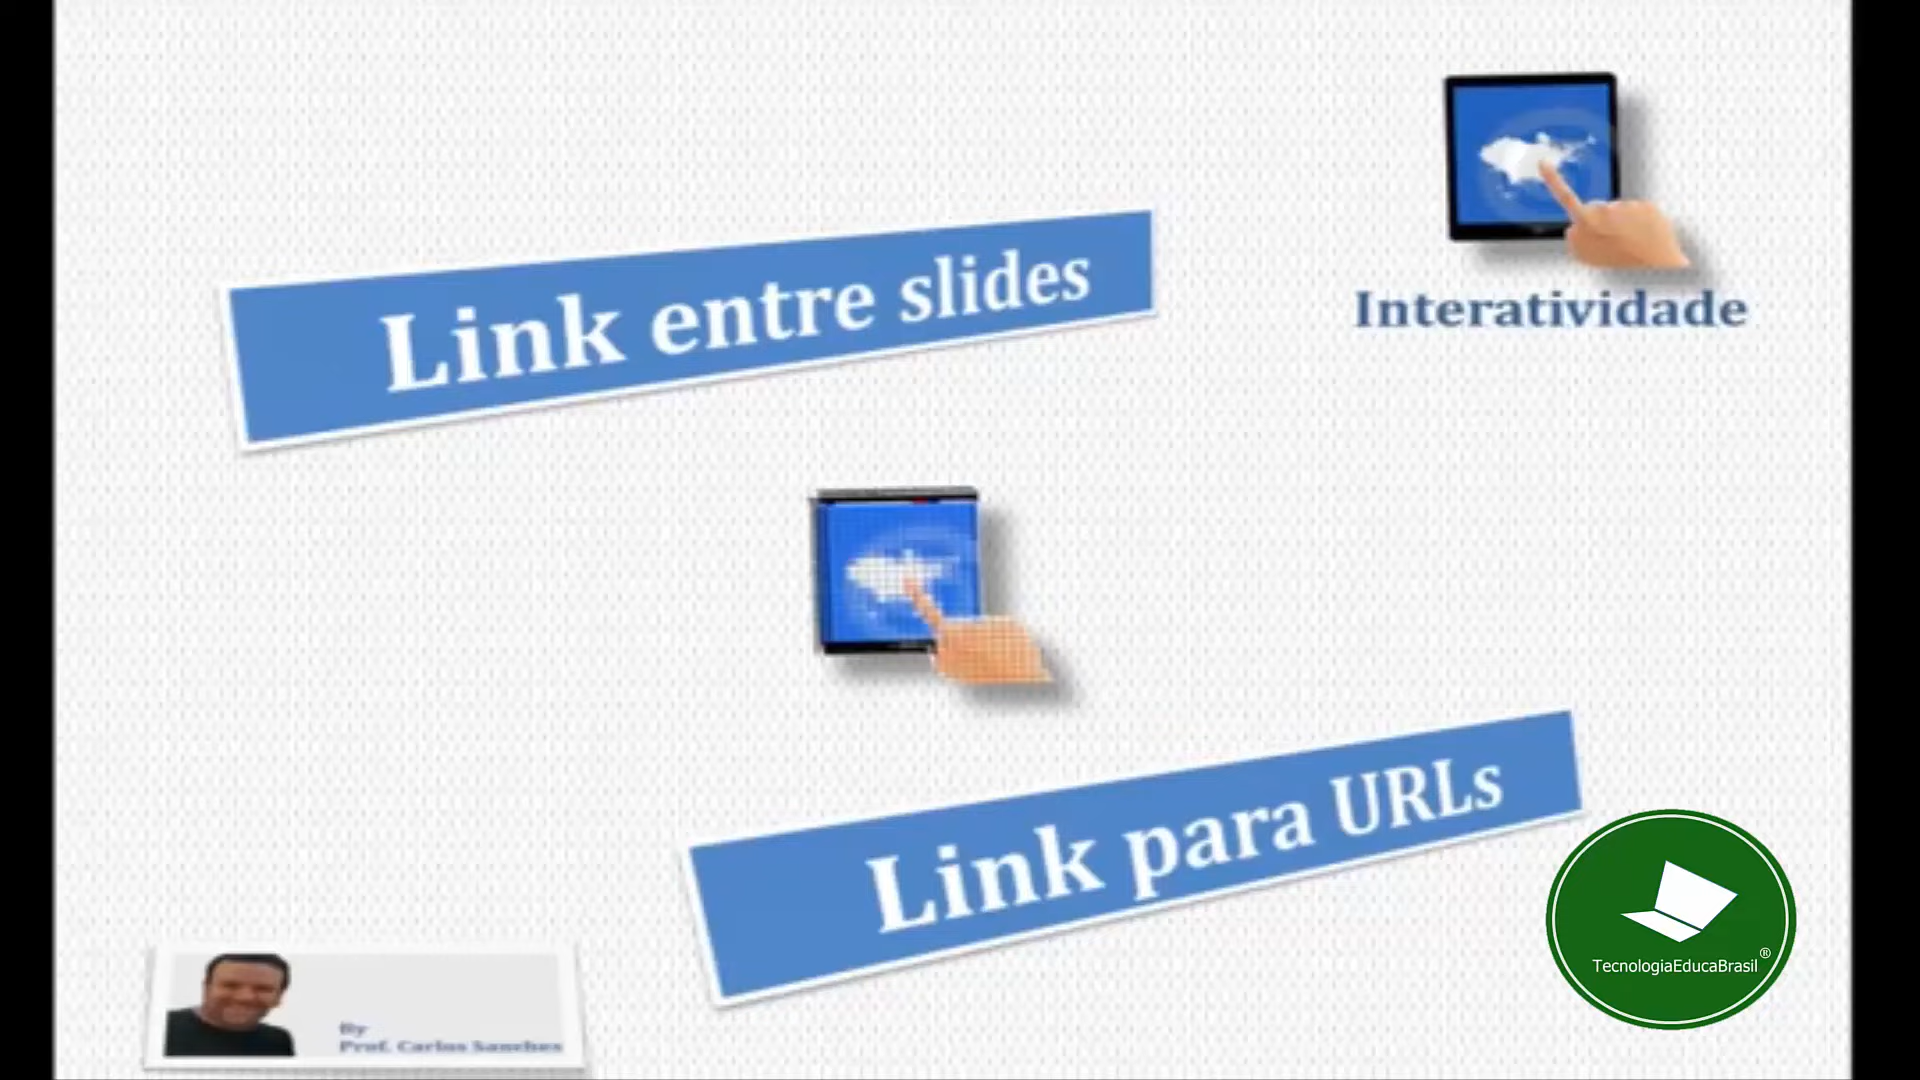 Interatividade
Link entre slides
Link para URLs
TecnologiaEducaBrasil®
By
Prof. Carlos Sanches